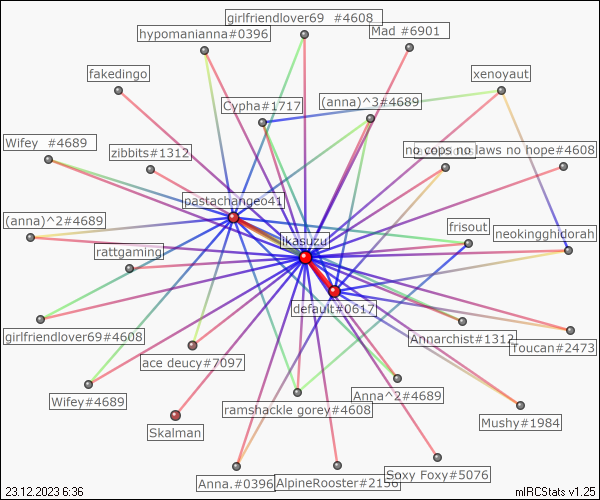 girlfriendlover69 #4608
hypomanianna#0396
Mad #6901
fakedingo
xenoyaut
Cypha#1717
(anna)^3#4689
Wifey #4689
zibbits#1312
no cops no laws no hope#4608
pastachangeo41
(anna)^2#4689
frisout
neokingghidorah
ikasuzu
rattgaming
default#0617
girlfriendlover69#4608
Annarchist#1312
Toucan#2473
ace deucy#7097
Anna^2#4689
Wifey#4689
ramshackle gorey#4608
Mushy#1984
Skalman
Anna.#0396
AlpineRooster#2156
Soxy Foxy#5076
23.12.2023 6:36
mIRCStats v1.25